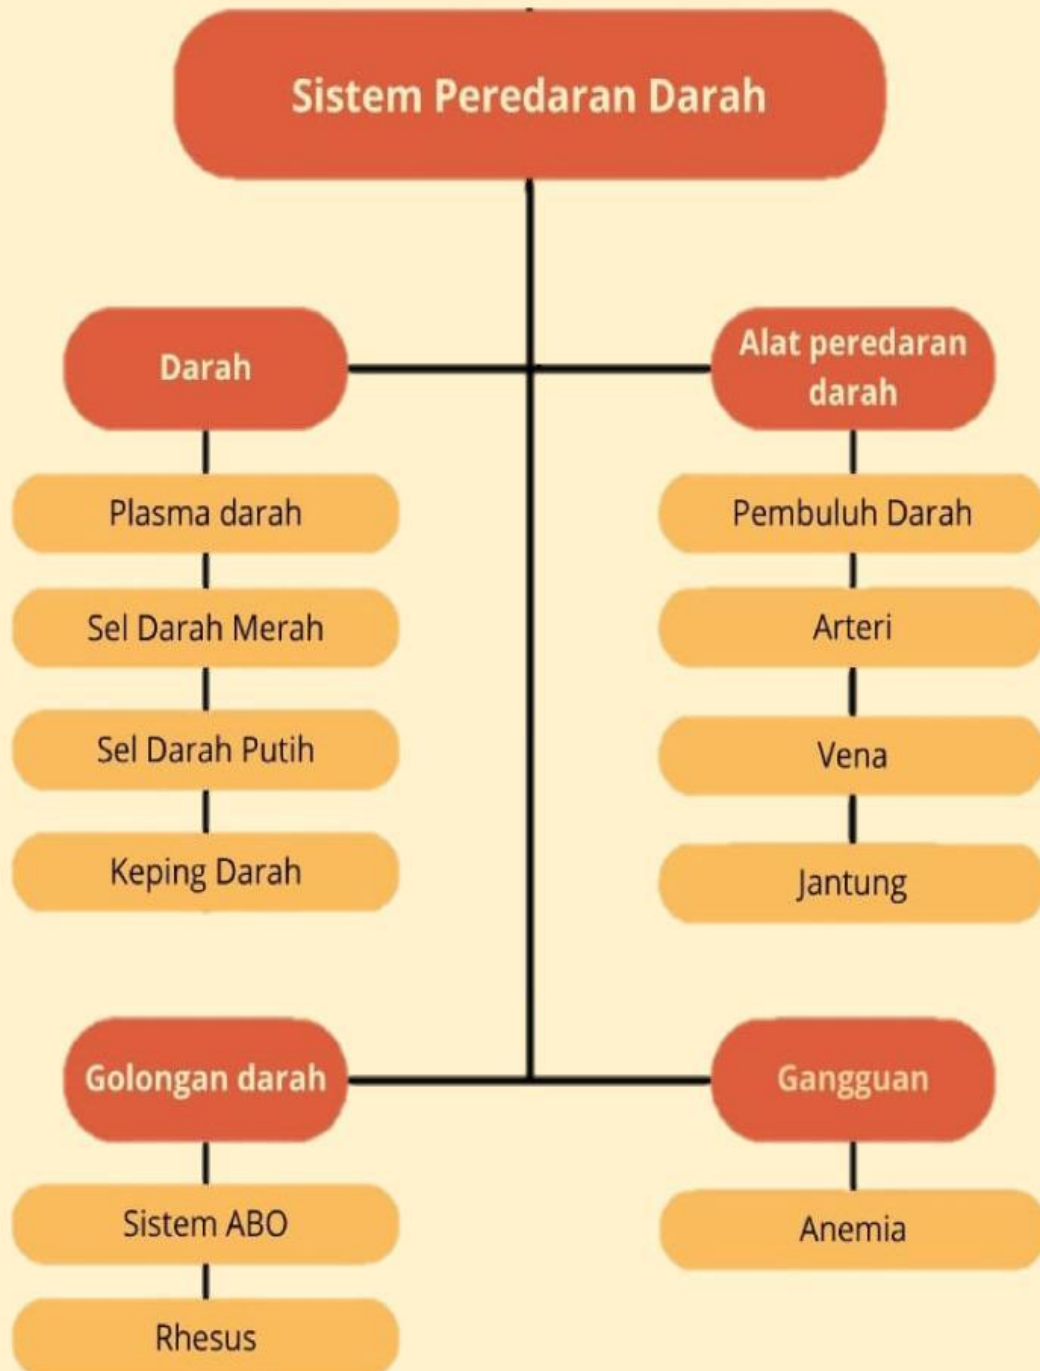 Sistem Peredaran Darah
Darah
Plasma darah
Sel Darah Merah
Sel Darah Putih
Keping Darah
Alat peredaran
darah
Pembuluh Darah
Arteri
Vena
Jantung
Golongan darah
Sistem ABO
Rhesus
Gangguan
Anemia